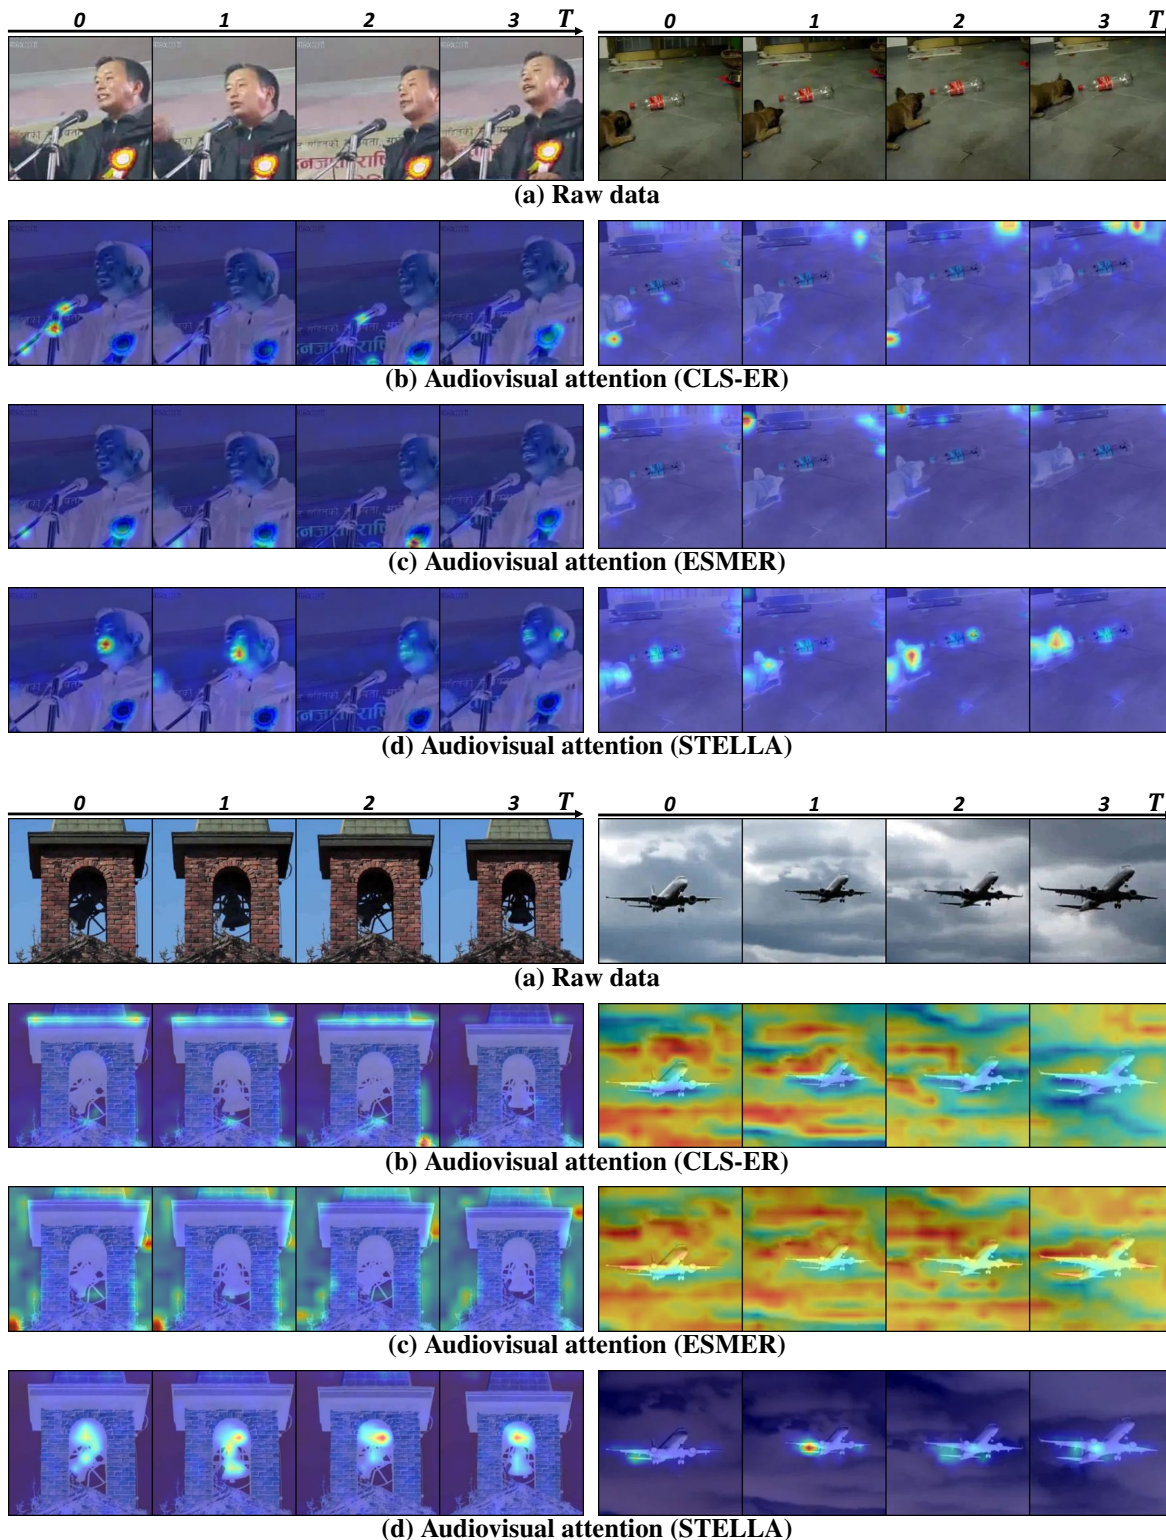 0 1 2 3 T 0 1 2 3 T
(a) Raw data
(b) Audiovisual attention (CLS-ER)
(c) Audiovisual attention (ESMER)
(d) Audiovisual attention (STELLA)
0 1 2 3 T 0 1 2 3 T
(a) Raw data
(b) Audiovisual attention (CLS-ER)
(c) Audiovisual attention (ESMER)
(d) Audiovisual attention (STELLA)